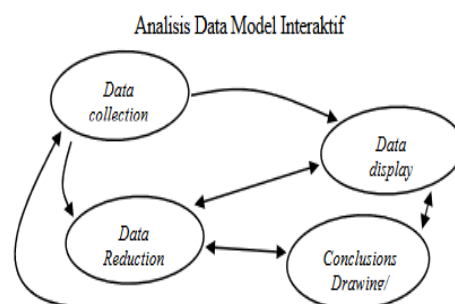 Analisis Data Model Interaktif
Data
collection
Data
display
Data
Reduction
Conclusions
Drawing/